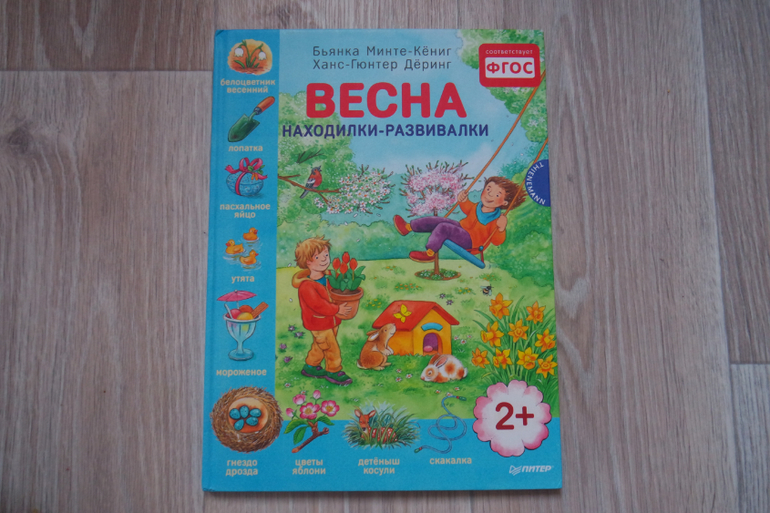 Бьянка Минте-Кёниг
Ханс-Гюнтер Дёринг
соответствует
ФГОС
ВЕСНА
НАХОДИЛКИ-РАЗВИВАЛКИ
THIENEMANN
белоцветник
весенний
лопатка
пасхальное
яйцо
утята
мороженое
гнездо
дрозда
цветы
яблони
детёныш
косули
скакалка
2+
ПИТЕР